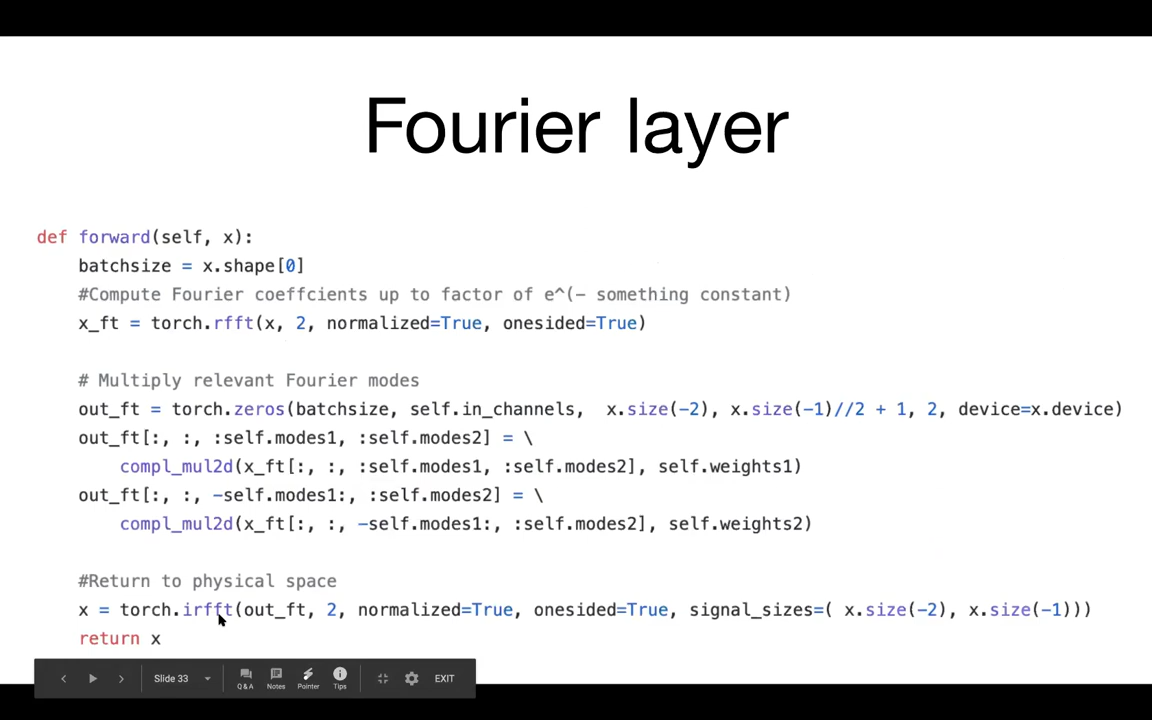 Fourier layer
def forward(self, x):
batchsize = x.shape[0]
#Compute Fourier coeffcients up to factor of e^(- something constant)
x_ft = torch.rfft(x, 2, normalized=True, onesided=True)
# Multiply relevant Fourier modes
out_ft = torch.zeros(batchsize, self.in_channels,  x.size(-2), x.size(-1)//2 + 1, 2, device=x.device)
out_ft[:, :, :self.modes1, :self.modes2] = \
compl_mul2d(x_ft[:, :, :self.modes1, :self.modes2], self.weights1)
out_ft[:, :, -self.modes1:, :self.modes2] = \
compl_mul2d(x_ft[:, :, -self.modes1:, :self.modes2], self.weights2)
#Return to physical space
x = torch.irfft(out_ft, 2, normalized=True, onesided=True, signal_sizes=( x.size(-2), x.size(-1)))
return x
Slide 33
Q&A Notes Pointer Tips
EXIT